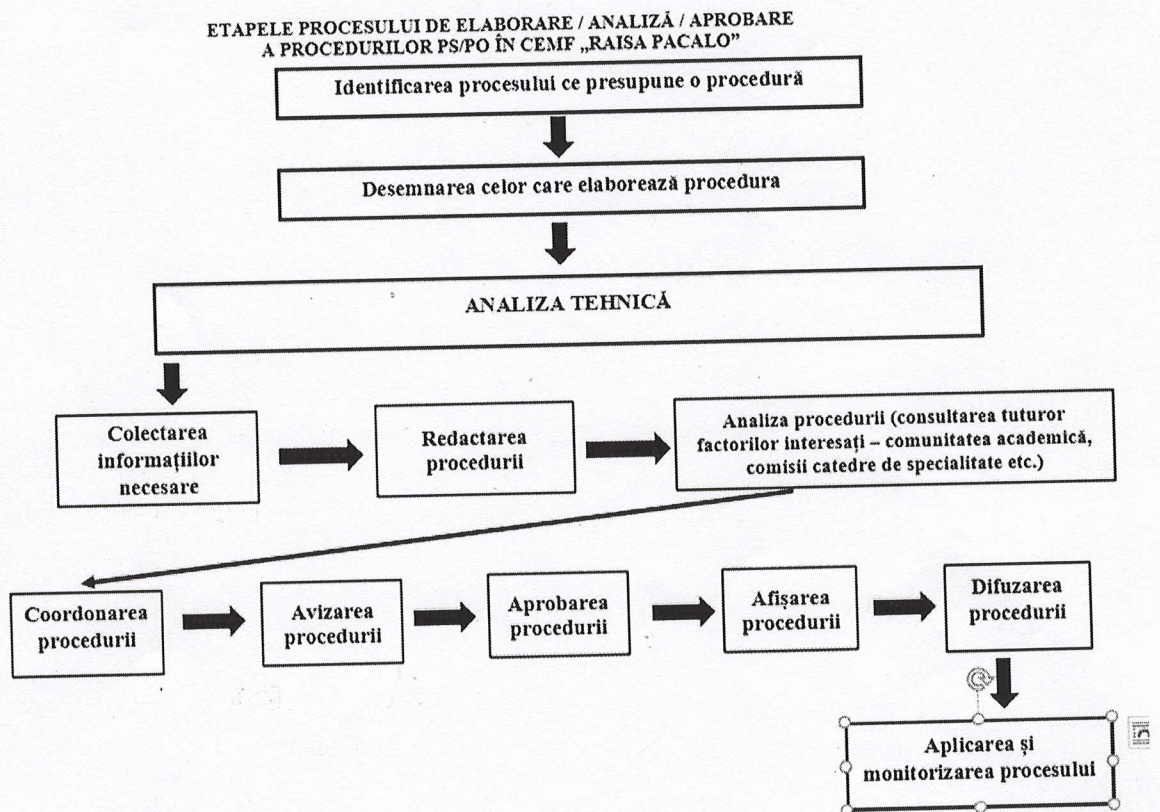 ETAPELE PROCESULUI DE ELABORARE / ANALIZĂ / APROBARE
A PROCEDURILOR PS/PO ÎN CEMF „RAISA PACALO”
Identificarea procesului ce presupune o procedură
Desemnarea celor care elaborează procedura
ANALIZA TEHNICĂ
Colectarea
informațiilor
necesare
Redactarea
procedurii
Analiza procedurii (consultarea tuturor
factorilor interesați – comunitatea academică,
comisii catedre de specialitate etc.)
Coordonarea
procedurii
Avizarea
procedurii
Aprobarea
procedurii
Afișarea
procedurii
Difuzarea
procedurii
Aplicarea și
monitorizarea procesului